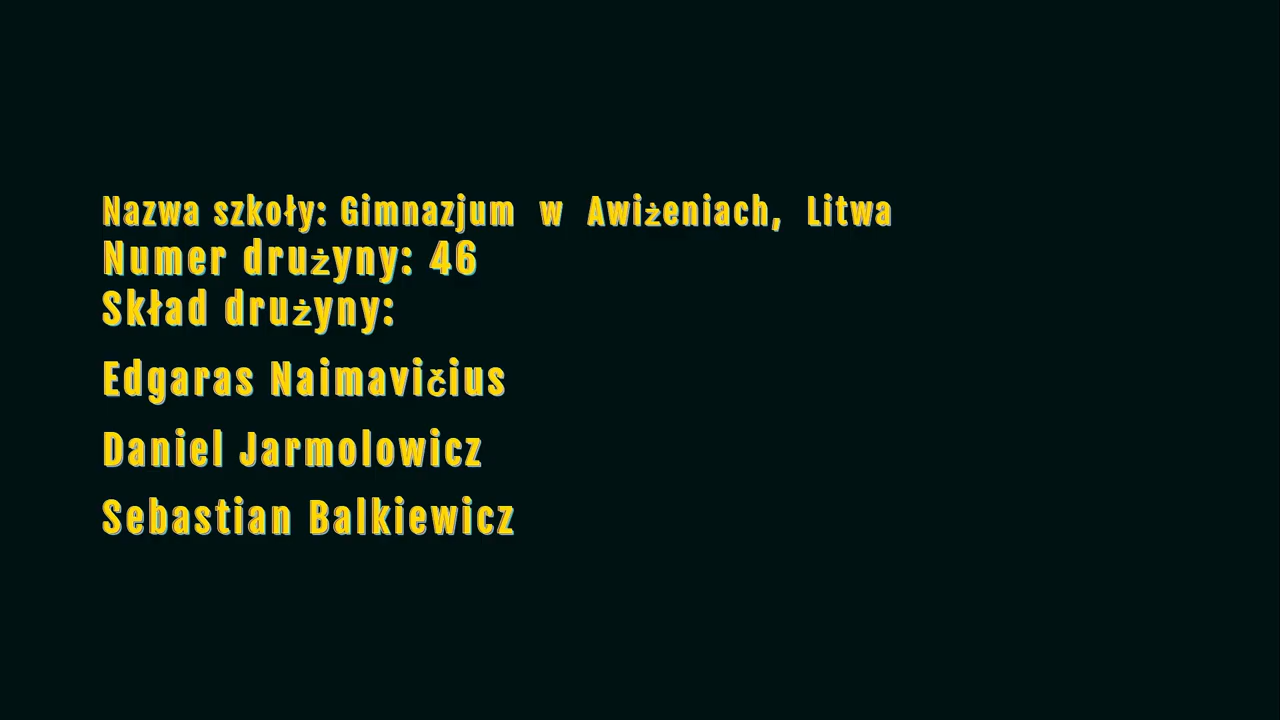 Nazwa szkoły: Gimnazjum w Awiżeniach, Litwa
Numer drużyny: 46
Skład drużyny:
Edgaras Naimavičius
Daniel Jarmolowicz
Sebastian Balkiewicz